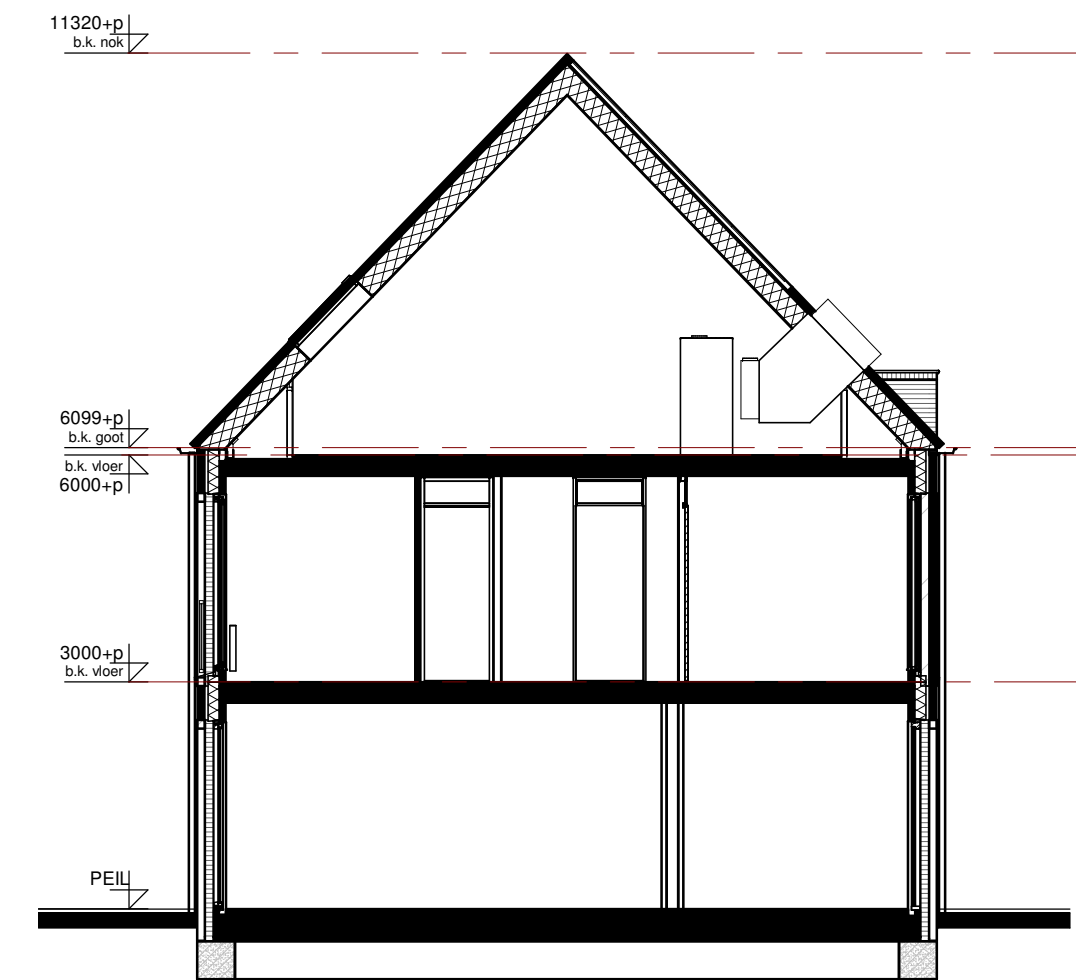 11320+p
b.k. nok
6099+p
b.k. goot
b.k. vloer
6000+p
3000+p
b.k. vloer
PEIL